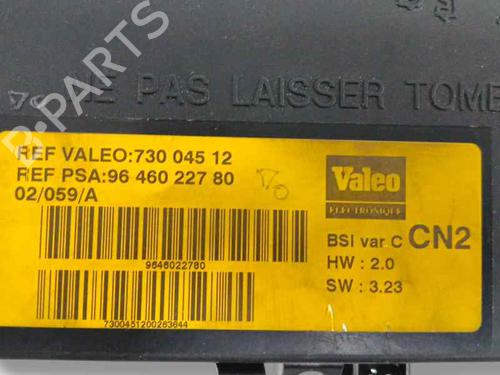 B-PARTS
NE PAS LAISSER TOMB
REF VALEO:730 045 12
REF PSA:96 460 227 80
02/059/A
Valeo
ELECTRONIQUE
BSI var C CN2
HW : 2.0
SW : 3.23
9646022780
7300451200263644